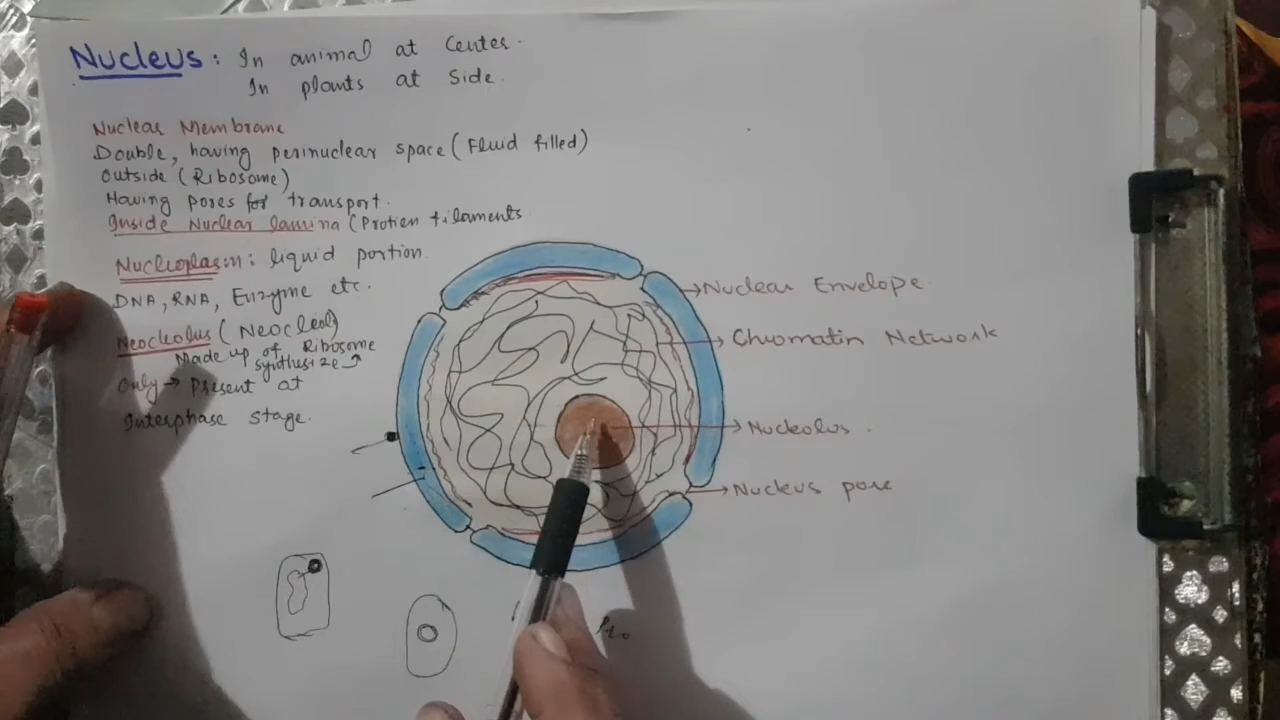 Nucleus: In animal at Center.
In plants at Side.
Nuclear Membrane
Double, having perinuclear space (Fluid filled)
Outside (Ribosome)
Having pores for transport.
Inside Nuclear lamina (Protien filaments
Nucleoplasm: liquid portion.
DNA, RNA, Enzyme etc.
Neocleolus (Neocleol)
Made up of Ribosome
synthesize
Only → Present at
Interphase stage.
Nuclear Envelope
Chromatin Network
Nucleolus.
Nucleus pore